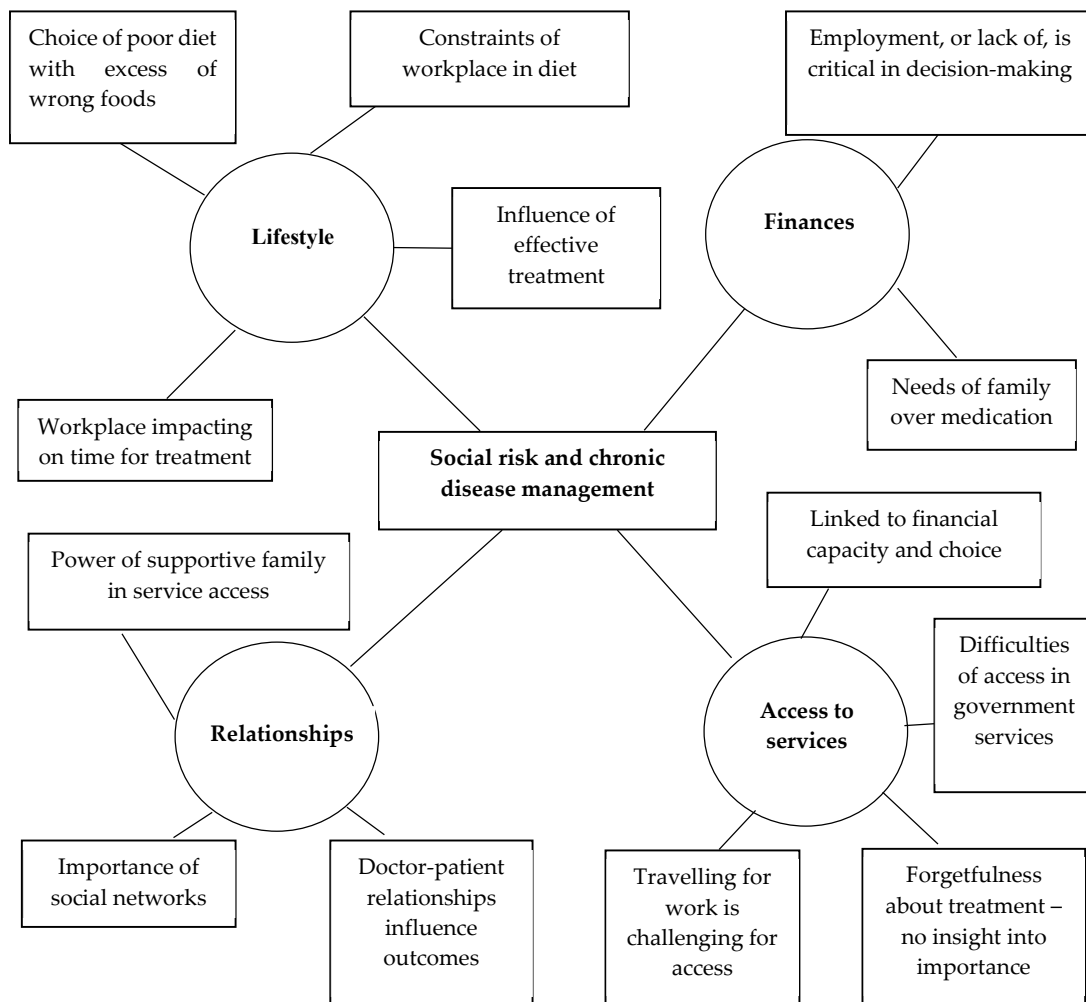 Choice of poor diet
with excess of
wrong foods
Constraints of
workplace in diet
Employment, or lack of, is
critical in decision-making
Lifestyle
Influence of
effective
treatment
Finances
Workplace impacting
on time for treatment
Needs of family
over medication
Social risk and chronic
disease management
Power of supportive family
in service access
Linked to financial
capacity and choice
Relationships
Access to
services
Difficulties
of access in
government
services
Importance of
social networks
Doctor-patient
relationships
influence
outcomes
Travelling for
work is
challenging for
access
Forgetfulness
about treatment –
no insight into
importance